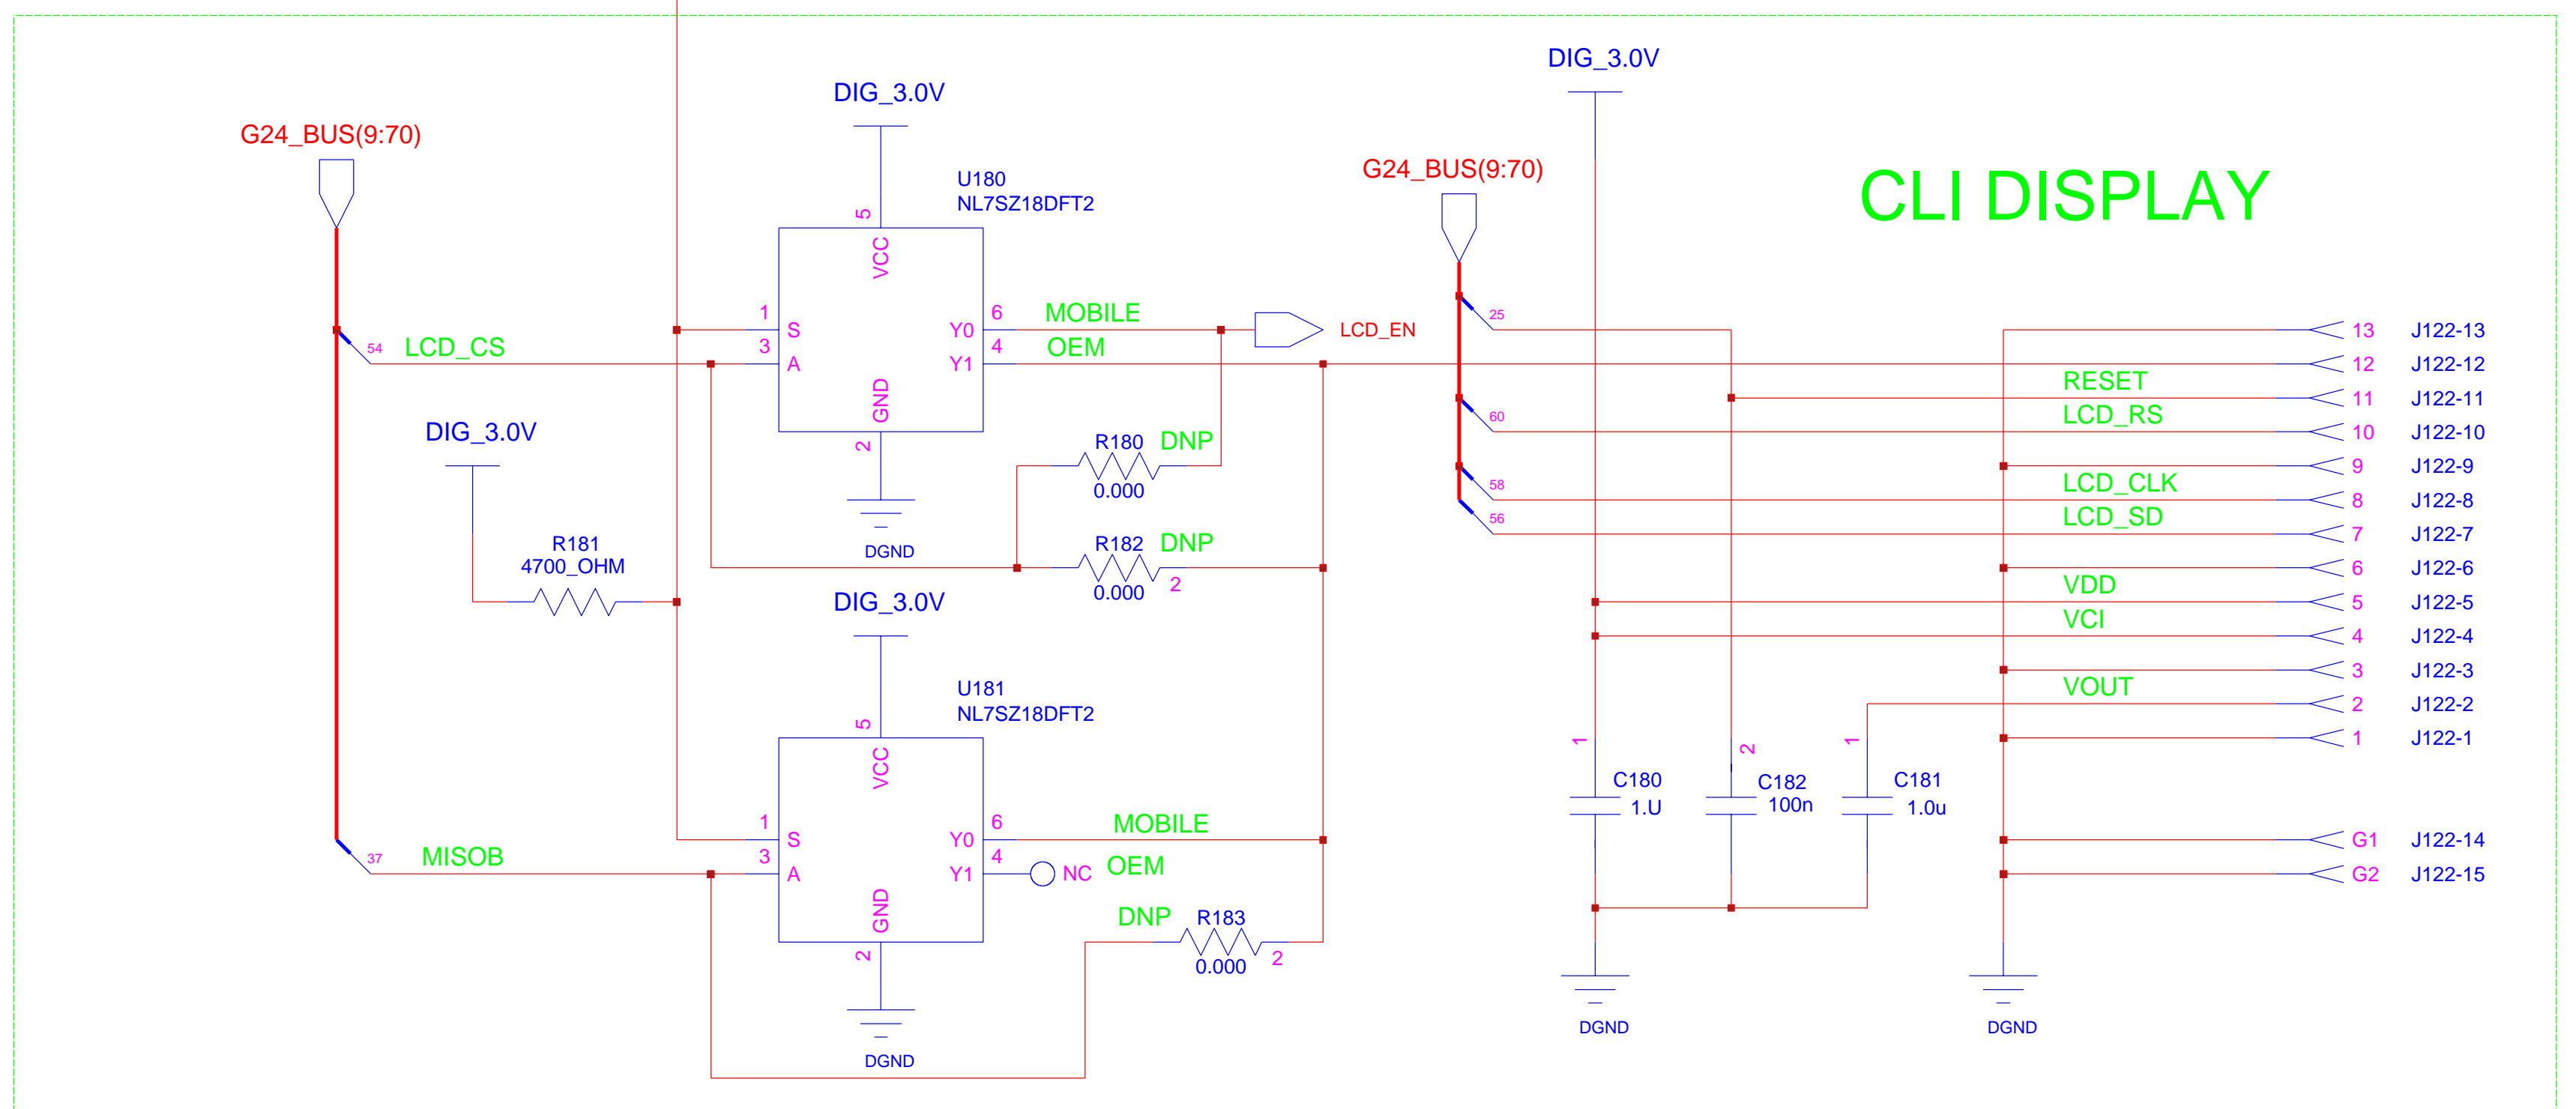 DIG_3.0V
DIG_3.0V
G24_BUS(9:70)
G24_BUS(9:70)
CLI DISPLAY
U180
NL7SZ18DFT2
5
VCC
1
S
3
A
GND
2
Y0
6
Y1
4
MOBILE
OEM
LCD_EN
DGND
54
LCD_CS
DIG_3.0V
R181
4700_OHM
R180
DNP
0.000
R182
DNP
0.000
2
DIG_3.0V
U181
NL7SZ18DFT2
5
VCC
1
S
3
A
GND
2
Y0
6
Y1
4
MOBILE
OEM
NC
DGND
37
MISOB
DNP
R183
0.000
2
25
60
58
56
13 J122-13
12 J122-12
RESET
11 J122-11
LCD_RS
10 J122-10
9 J122-9
LCD_CLK
8 J122-8
LCD_SD
7 J122-7
6 J122-6
VDD
5 J122-5
VCI
4 J122-4
3 J122-3
VOUT
2 J122-2
1 J122-1
G1 J122-14
G2 J122-15
1
C180
1.U
2
C182
100n
1
C181
1.0u
DGND
DGND